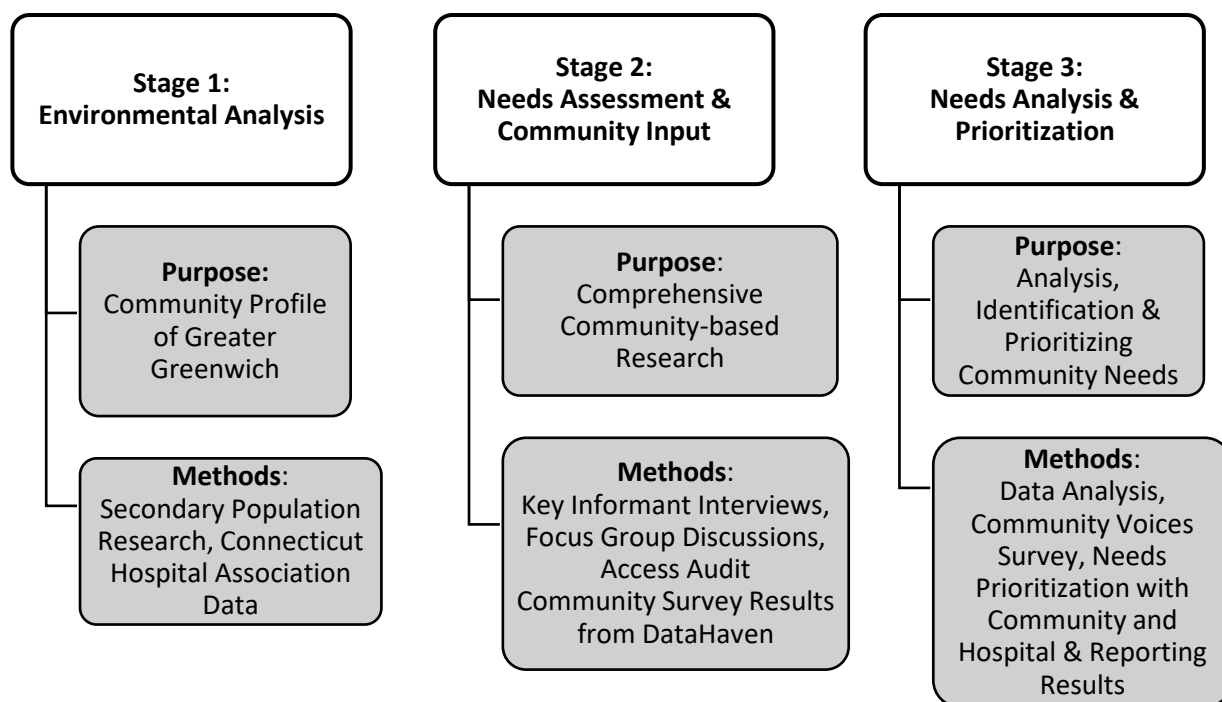 Stage 1:
Environmental Analysis
Purpose:
Community Profile
of Greater
Greenwich
Methods:
Secondary Population
Research, Connecticut
Hospital Association
Data
Stage 2:
Needs Assessment &
Community Input
Purpose:
Comprehensive
Community-based
Research
Methods:
Key Informant Interviews,
Focus Group Discussions,
Access Audit
Community Survey Results
from DataHaven
Stage 3:
Needs Analysis &
Prioritization
Purpose:
Analysis,
Identification &
Prioritizing
Community Needs
Methods:
Data Analysis,
Community Voices
Survey, Needs
Prioritization with
Community and
Hospital & Reporting
Results